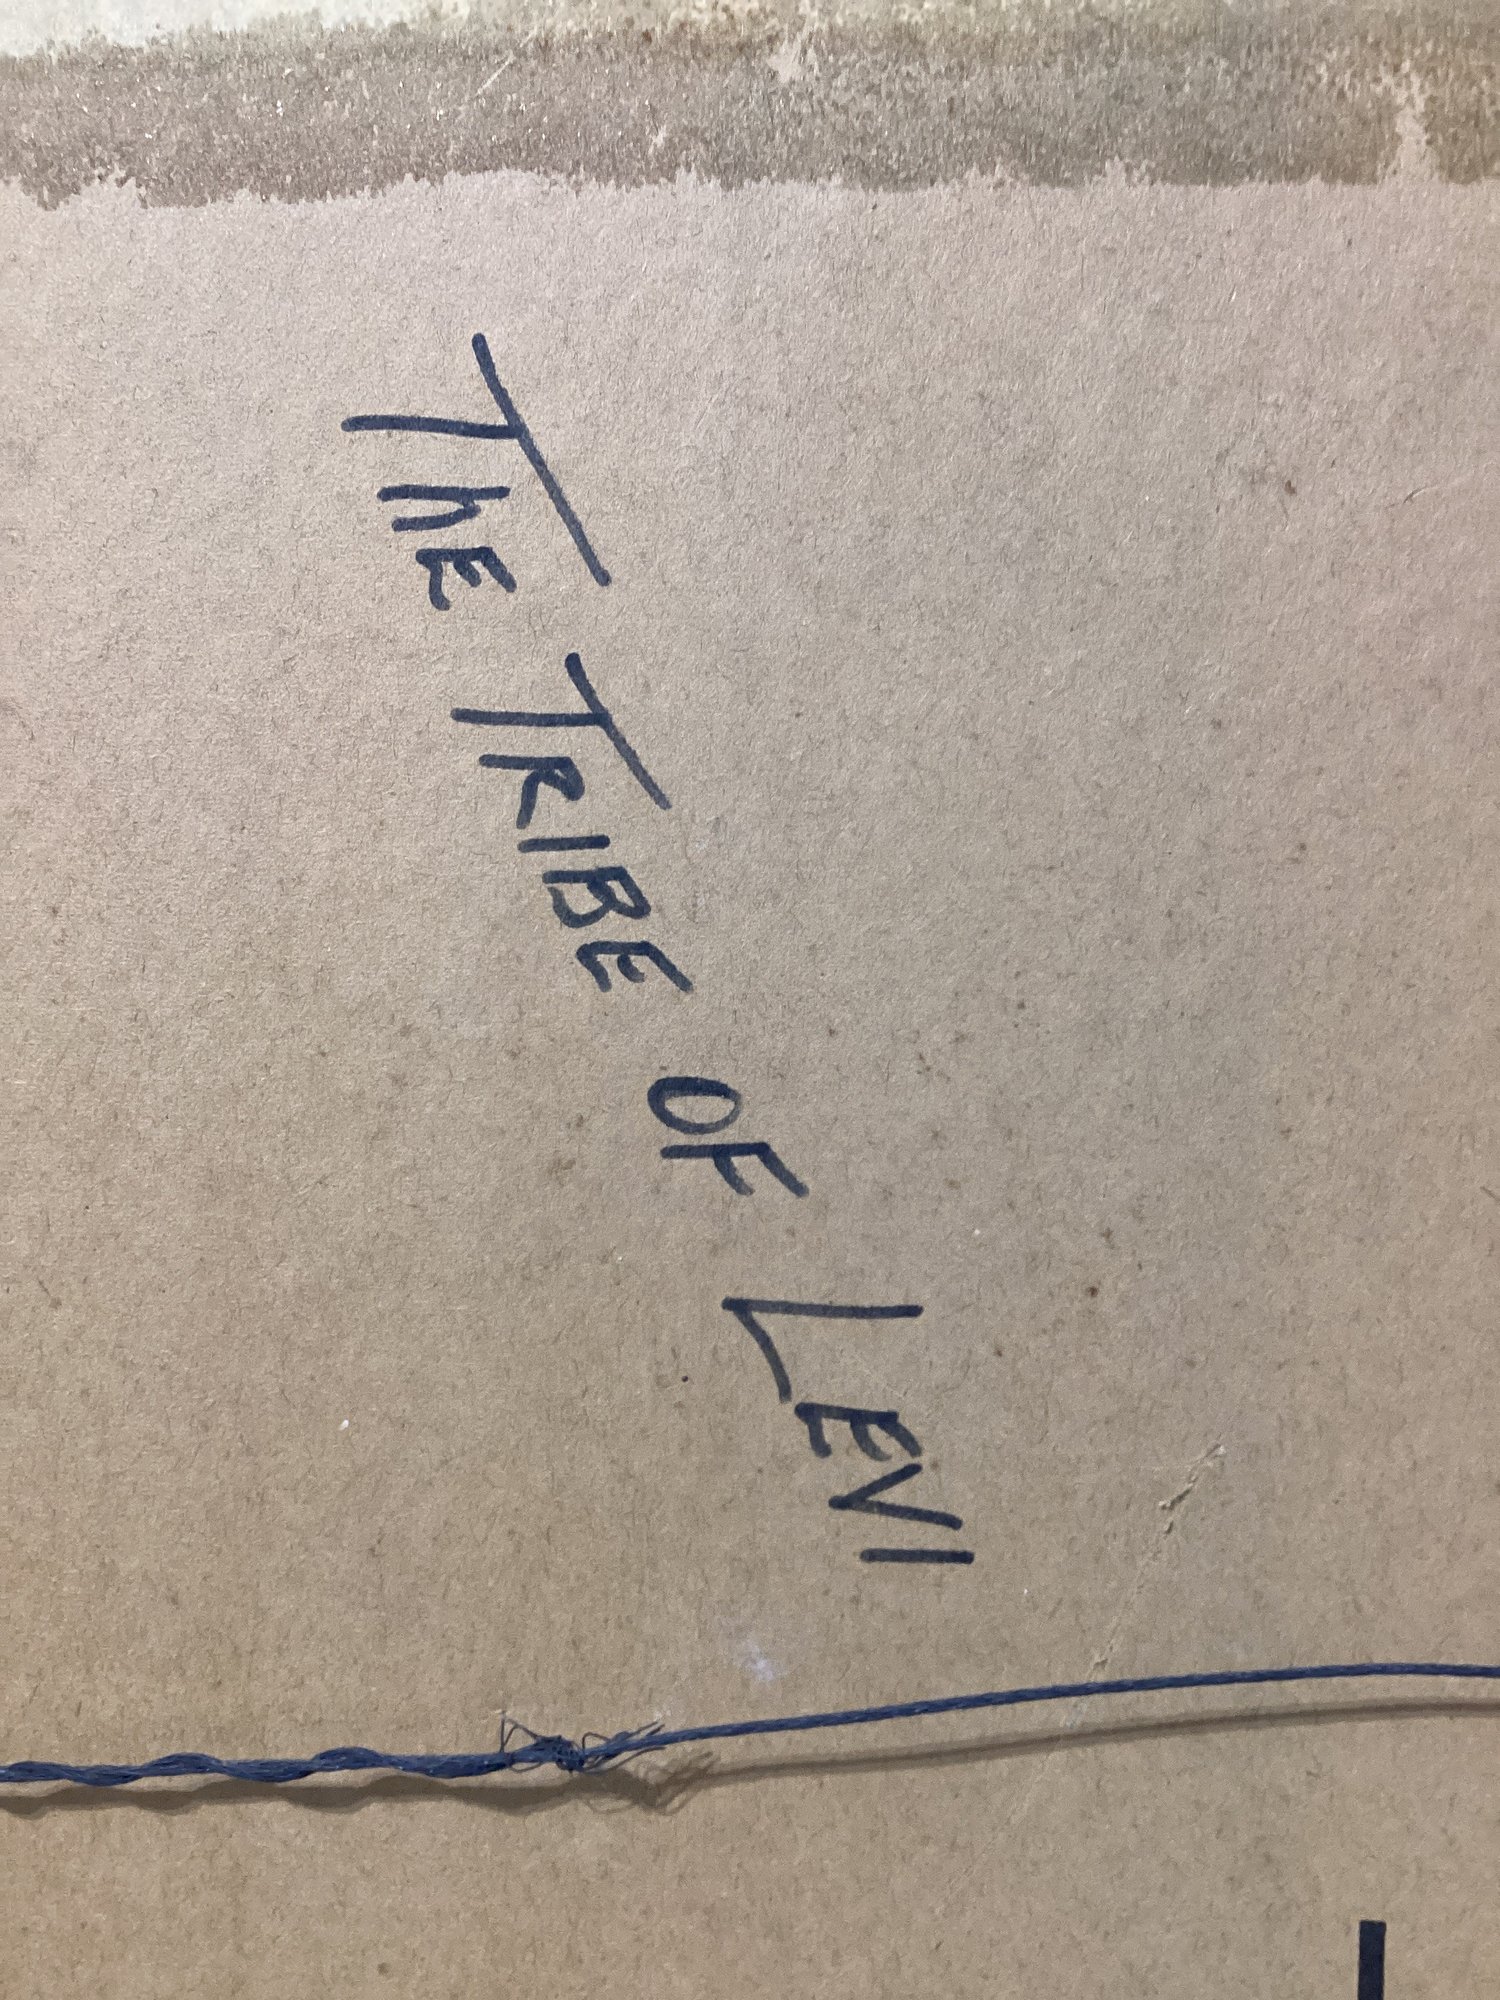 ThE TRIBE OF LEVI